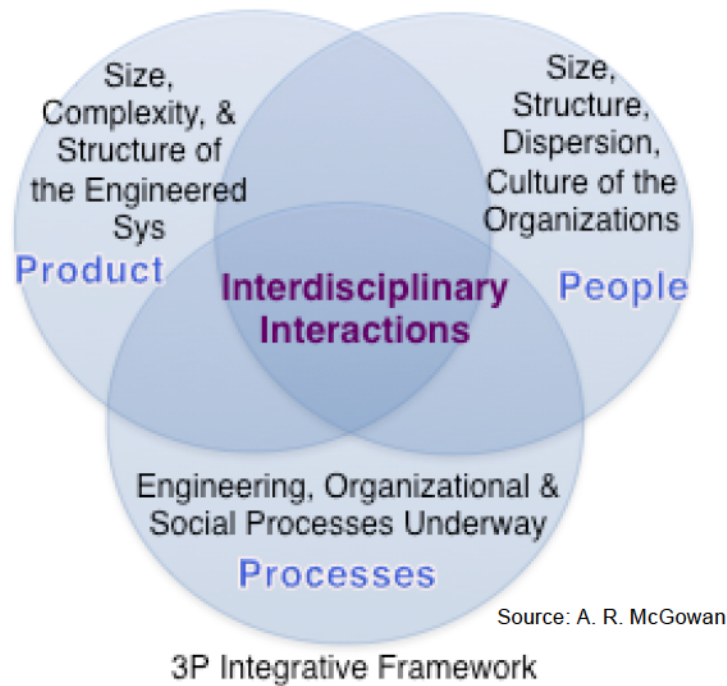 Size,
Complexity, &
Structure of
the Engineered
Sys
Product
Size,
Structure,
Dispersion,
Culture of the
Organizations
People
Interdisciplinary
Interactions
Engineering, Organizational &
Social Processes Underway
Processes
Source: A. R. McGowan
3P Integrative Framework